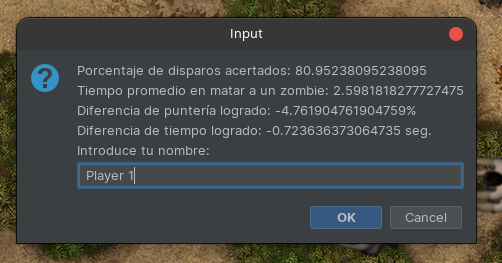 Input
Porcentaje de disparos acertados: 80.95238095238095
Tiempo promedio en matar a un zombie: 2.5981818277727475
Diferencia de puntería logrado: -4.761904761904759%
Diferencia de tiempo logrado: -0.723636373064735 seg.
Introduce tu nombre:
Player 1
OK Cancel